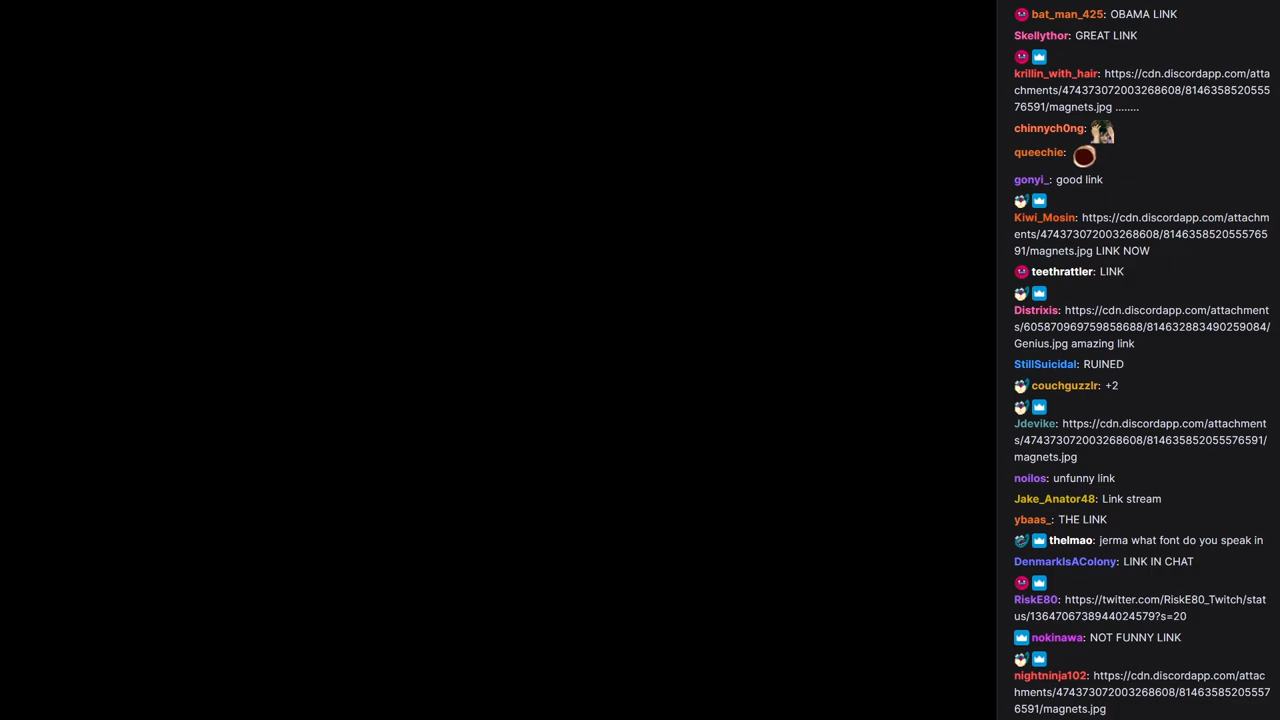 bat_man_425: OBAMA LINK
Skellythor: GREAT LINK
krillin_with_hair: https://cdn.discordapp.com/atta
chments/474373072003268608/8146358520555
76591/magnets.jpg ........
chinnych0ng:
queechie:
gonyi_: good link
Kiwi_Mosin: https://cdn.discordapp.com/attachm
ents/474373072003268608/8146358520555765
91/magnets.jpg LINK NOW
teethrattler: LINK
Distrixis: https://cdn.discordapp.com/attachment
s/605870969759858688/814632883490259084/
Genius.jpg amazing link
StillSuicidal: RUINED
couchguzzlr: +2
Jdevike: https://cdn.discordapp.com/attachment
s/474373072003268608/814635852055576591/
magnets.jpg
noilos: unfunny link
Jake_Anator48: Link stream
ybaas_: THE LINK
thelmao: jerma what font do you speak in
DenmarkIsAColony: LINK IN CHAT
RiskE80: https://twitter.com/RiskE80_Twitch/stat
us/1364706738944024579?s=20
nokinawa: NOT FUNNY LINK
nightninja102: https://cdn.discordapp.com/attac
hments/474373072003268608/81463585205557
6591/magnets.jpg